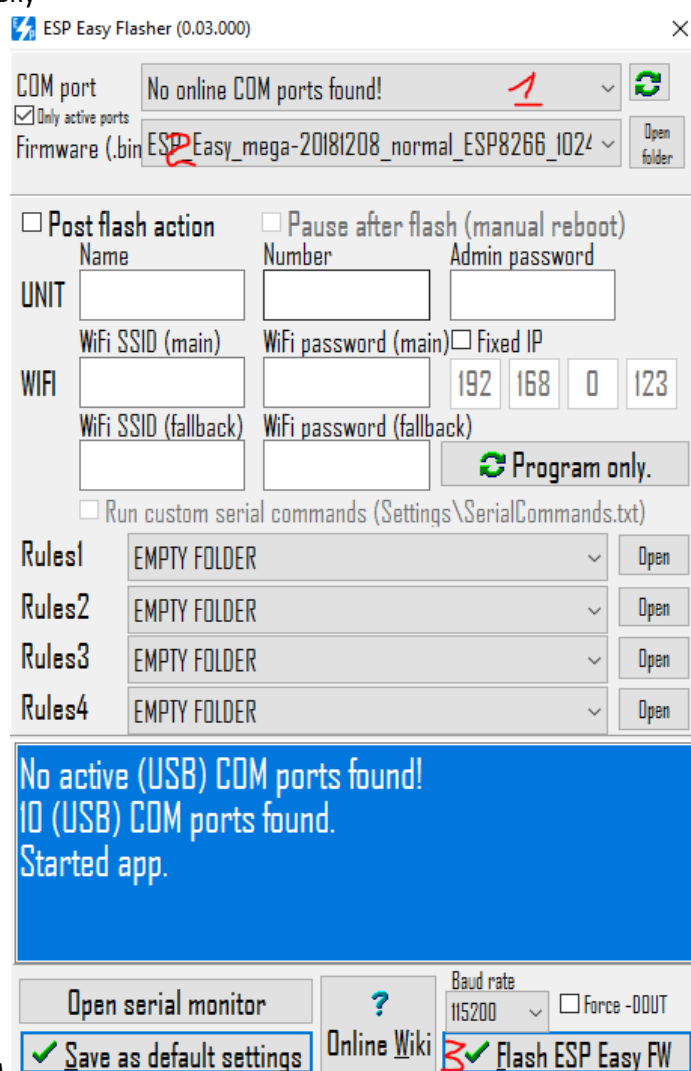 ESP Easy Flasher (0.03.000)
COM port No online COM ports found! 1
Only active ports
Firmware (.bin ESP_Easy_mega-20181208_normal_ESP8266_1024 2 Open folder
Post flash action Pause after flash (manual reboot)
Name Number Admin password
UNIT
WiFi SSID (main) WiFi password (main) Fixed IP
WIFI 192 168 0 123
WiFi SSID (fallback) WiFi password (fallback)
Program only.
Run custom serial commands (Settings\SerialCommands.txt)
Rules1 EMPTY FOLDER Open
Rules2 EMPTY FOLDER Open
Rules3 EMPTY FOLDER Open
Rules4 EMPTY FOLDER Open
No active (USB) COM ports found!
10 (USB) COM ports found.
Started app.
Open serial monitor ? Baud rate
115200 Force -DOUT
Save as default settings Online Wiki 3 Flash ESP Easy FW